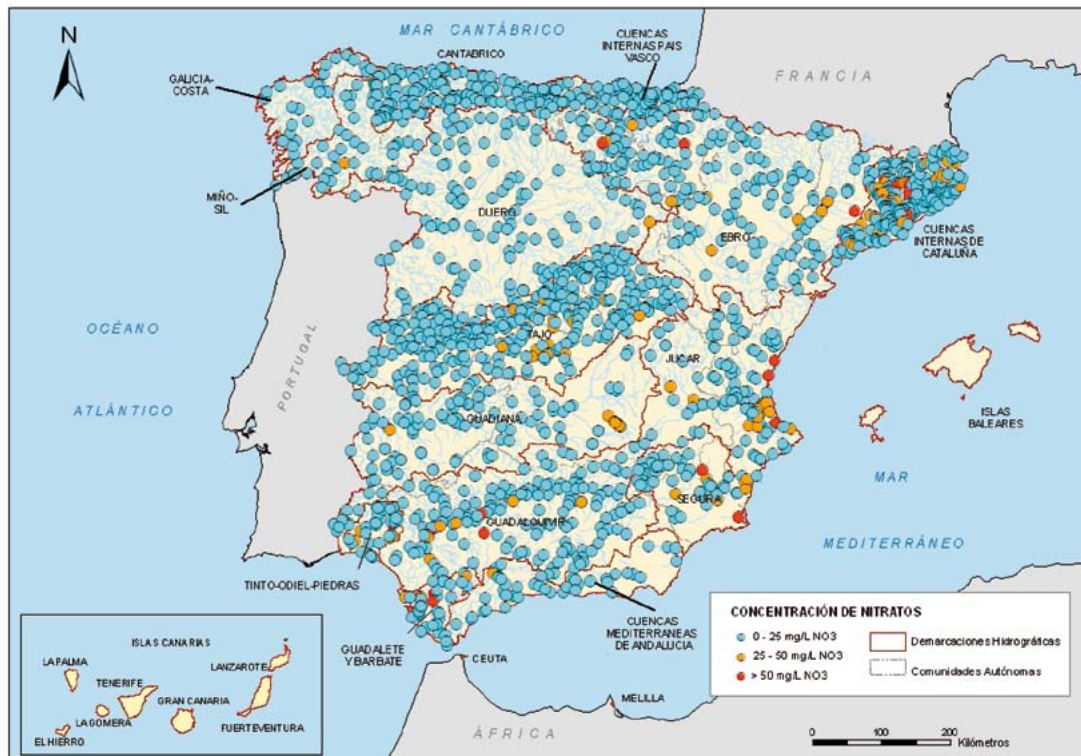 N
MAR CANTÁBRICO
CANTABRICO
CUENCAS
INTERNAS PAIS
VASCO
GALICIA-
COSTA
FRANCIA
MIÑO-
SIL
DUERO
EBRO
CUENCAS
INTERNAS DE
CATALUÑA
OCÉANO
ATLÁNTICO
PORTUGAL
TAJO
JUCAR
GUADIANA
ISLAS
BALEARES
MAR
MEDITERRÁNEO
SEGURA
GUADALQUIVIR
TINTO-ODIEL-PIEDRAS
GUADALETE
Y BARBATE
CUENCAS
MEDITERRANEAS
DE ANDALUCIA
CEUTA
MELILLA
ÁFRICA
ISLAS CANARIAS
LA PALMA
LANZAROTE
TENERIFE
GRAN CANARIA
LA GOMERA
EL HIERRO
FUERTEVENTURA
CONCENTRACIÓN DE NITRATOS
0 - 25 mg/L NO3
25 - 50 mg/L NO3
> 50 mg/L NO3
Demarcaciones Hidrográficas
Comunidades Autónomas
0 50 100 200
Kilómetros